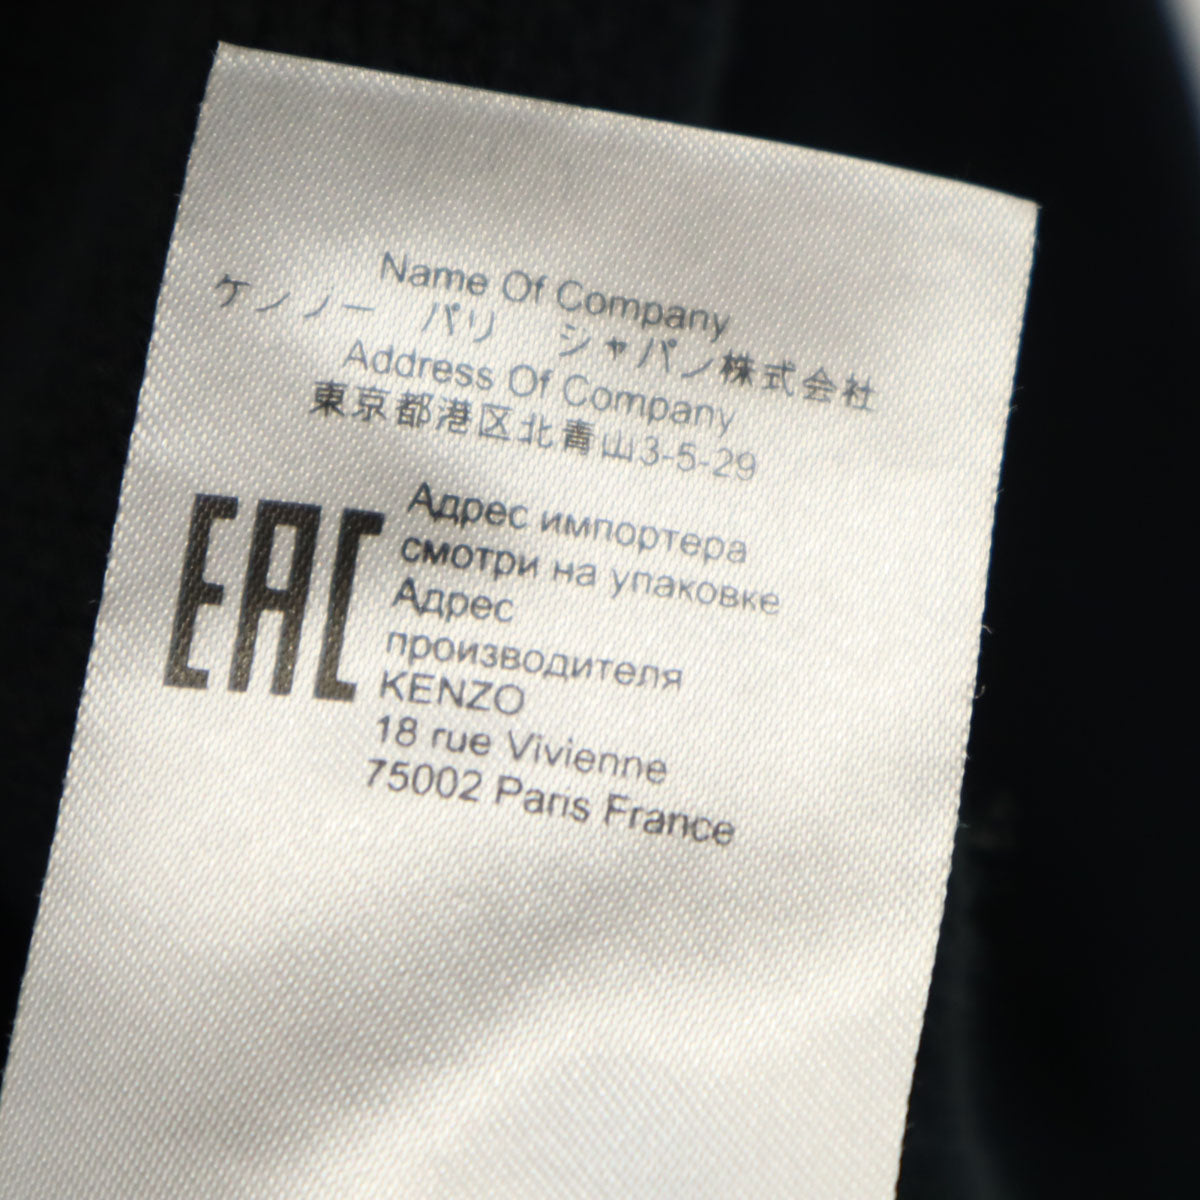 Name Of Company
ケンノー　パリ　シャパン株式会社
Address Of Company
東京都港区北青山3-5-29
EAC
Адрес импортера
смотри на упаковке
Адрес
производителя
KENZO
18 rue Vivienne
75002 Paris France